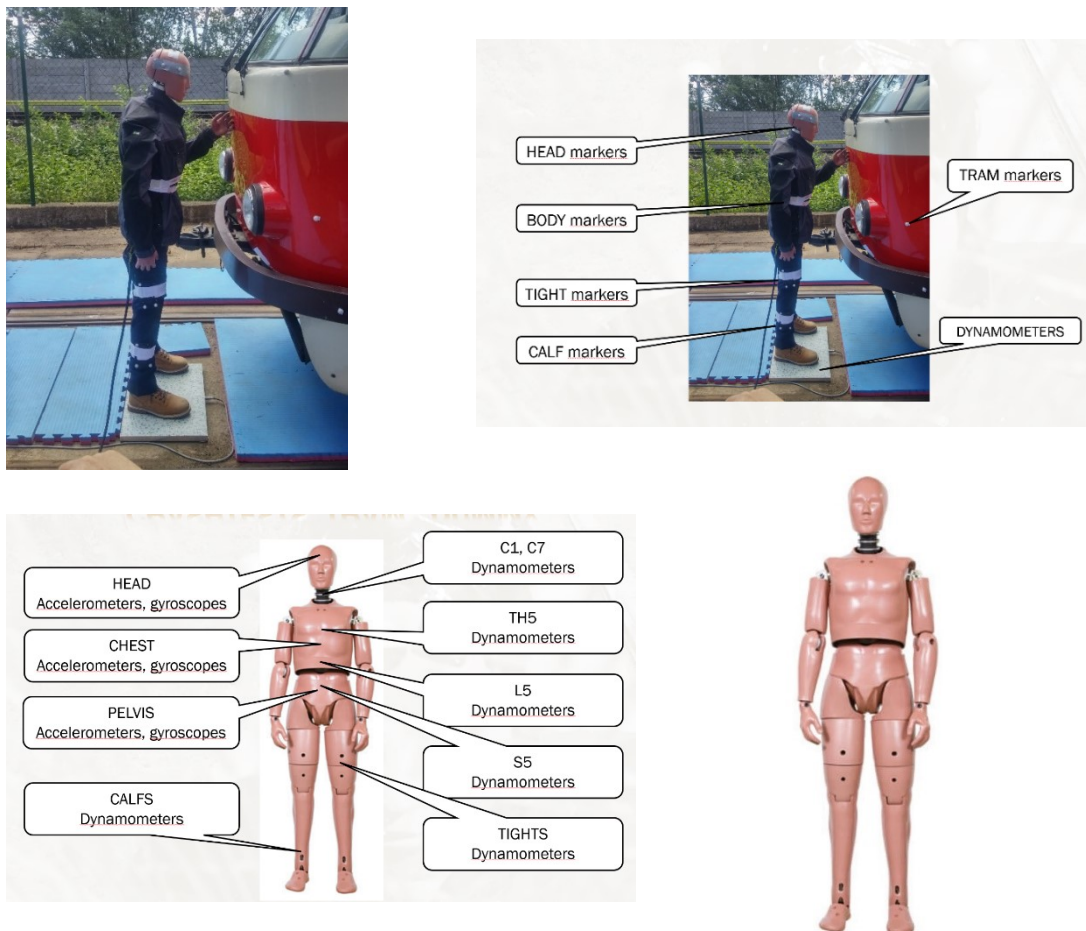 HEAD markers
BODY markers
TIGHT markers
CALF markers
TRAM markers
DYNAMOMETERS
HEAD
Accelerometers, gyroscopes
CHEST
Accelerometers, gyroscopes
PELVIS
Accelerometers, gyroscopes
CALFS
Dynamometers
C1, C7
Dynamometers
TH5
Dynamometers
L5
Dynamometers
S5
Dynamometers
TIGHTS
Dynamometers